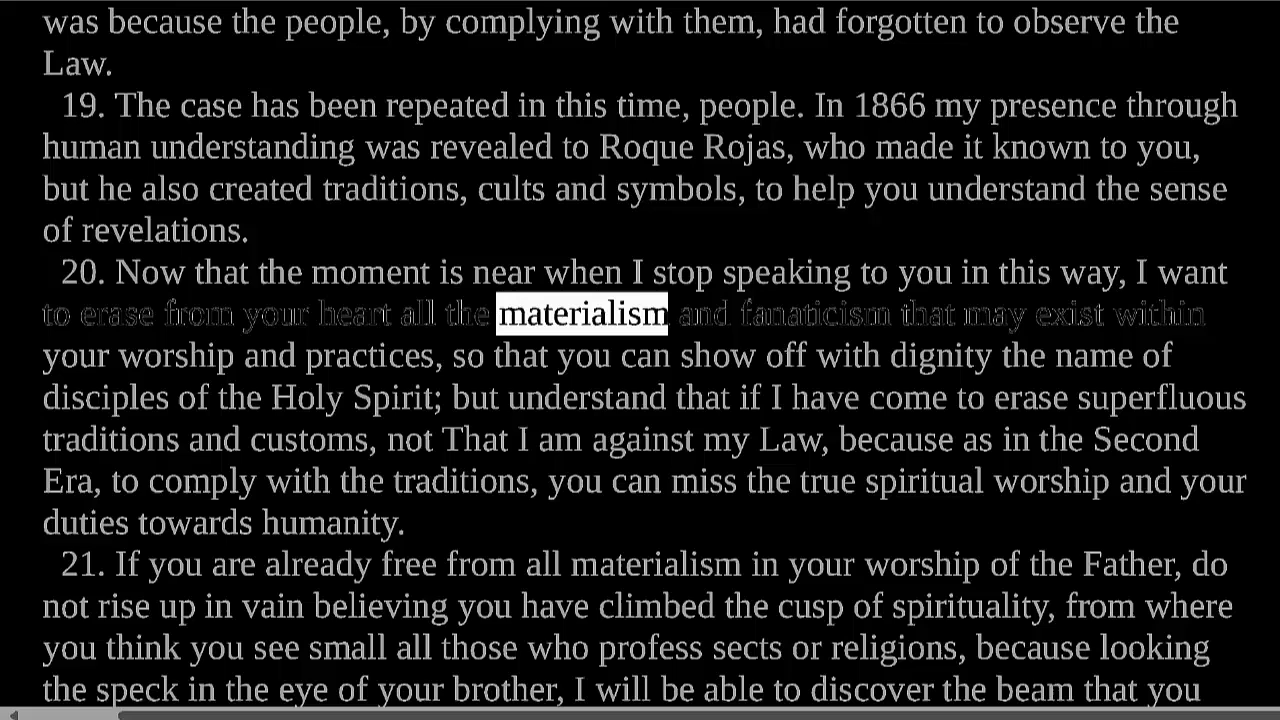 was because the people, by complying with them, had forgotten to observe the
Law.
19. The case has been repeated in this time, people. In 1866 my presence through
human understanding was revealed to Roque Rojas, who made it known to you,
but he also created traditions, cults and symbols, to help you understand the sense
of revelations.
20. Now that the moment is near when I stop speaking to you in this way, I want
to erase from your heart all the materialism and fanaticism that may exist within
your worship and practices, so that you can show off with dignity the name of
disciples of the Holy Spirit; but understand that if I have come to erase superfluous
traditions and customs, not That I am against my Law, because as in the Second
Era, to comply with the traditions, you can miss the true spiritual worship and your
duties towards humanity.
21. If you are already free from all materialism in your worship of the Father, do
not rise up in vain believing you have climbed the cusp of spirituality, from where
you think you see small all those who profess sects or religions, because looking
the speck in the eye of your brother, I will be able to discover the beam that you